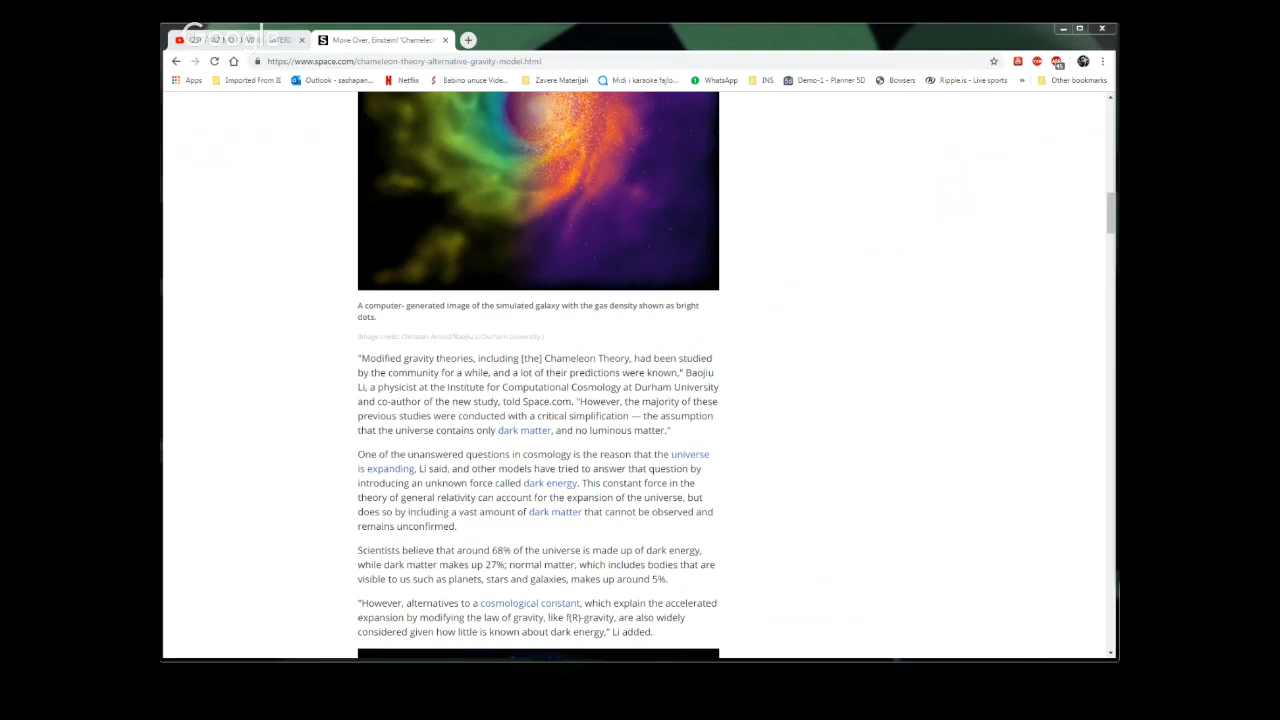 Google
Move Over, Einstein! 'Chameleo
https://www.space.com/chameleon-theory-alternative-gravity-model.html
Apps Imported From IE Outlook - sashapan... Netflix Babino unuce Vide... Zavere Materijali Midi i karaoke fajlo... WhatsApp INS Demo-1 - Planner 5D Bowsers Ripple.is - Live sports » Other bookmarks
A computer- generated image of the simulated galaxy with the gas density shown as bright
dots.
(Image credit: Christian Arnold/Baojiu Li/Durham University.)
"Modified gravity theories, including [the] Chameleon Theory, had been studied
by the community for a while, and a lot of their predictions were known," Baojiu
Li, a physicist at the Institute for Computational Cosmology at Durham University
and co-author of the new study, told Space.com. "However, the majority of these
previous studies were conducted with a critical simplification — the assumption
that the universe contains only dark matter, and no luminous matter."
One of the unanswered questions in cosmology is the reason that the universe
is expanding, Li said, and other models have tried to answer that question by
introducing an unknown force called dark energy. This constant force in the
theory of general relativity can account for the expansion of the universe, but
does so by including a vast amount of dark matter that cannot be observed and
remains unconfirmed.
Scientists believe that around 68% of the universe is made up of dark energy,
while dark matter makes up 27%; normal matter, which includes bodies that are
visible to us such as planets, stars and galaxies, makes up around 5%.
"However, alternatives to a cosmological constant, which explain the accelerated
expansion by modifying the law of gravity, like f(R)-gravity, are also widely
considered given how little is known about dark energy," Li added.